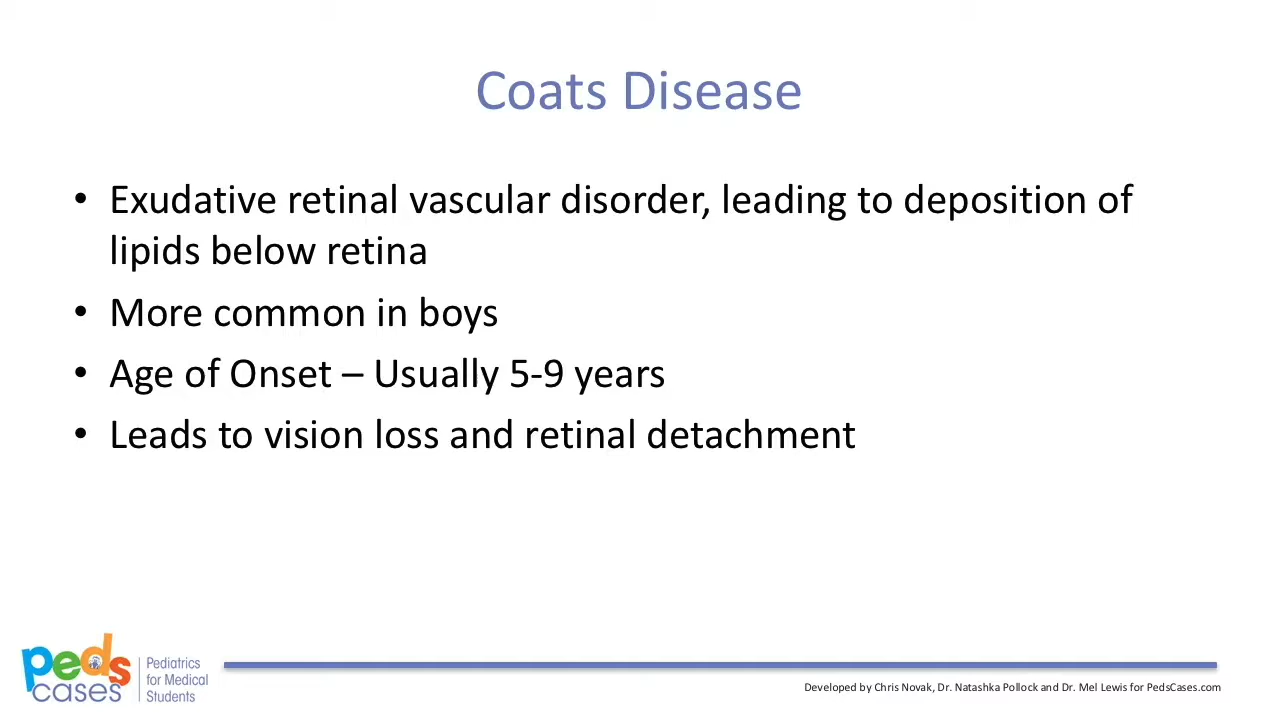 Coats Disease
• Exudative retinal vascular disorder, leading to deposition of
lipids below retina
• More common in boys
• Age of Onset – Usually 5-9 years
• Leads to vision loss and retinal detachment
peds
cases
Pediatrics
for Medical
Students
Developed by Chris Novak, Dr. Natashka Pollock and Dr. Mel Lewis for PedsCases.com